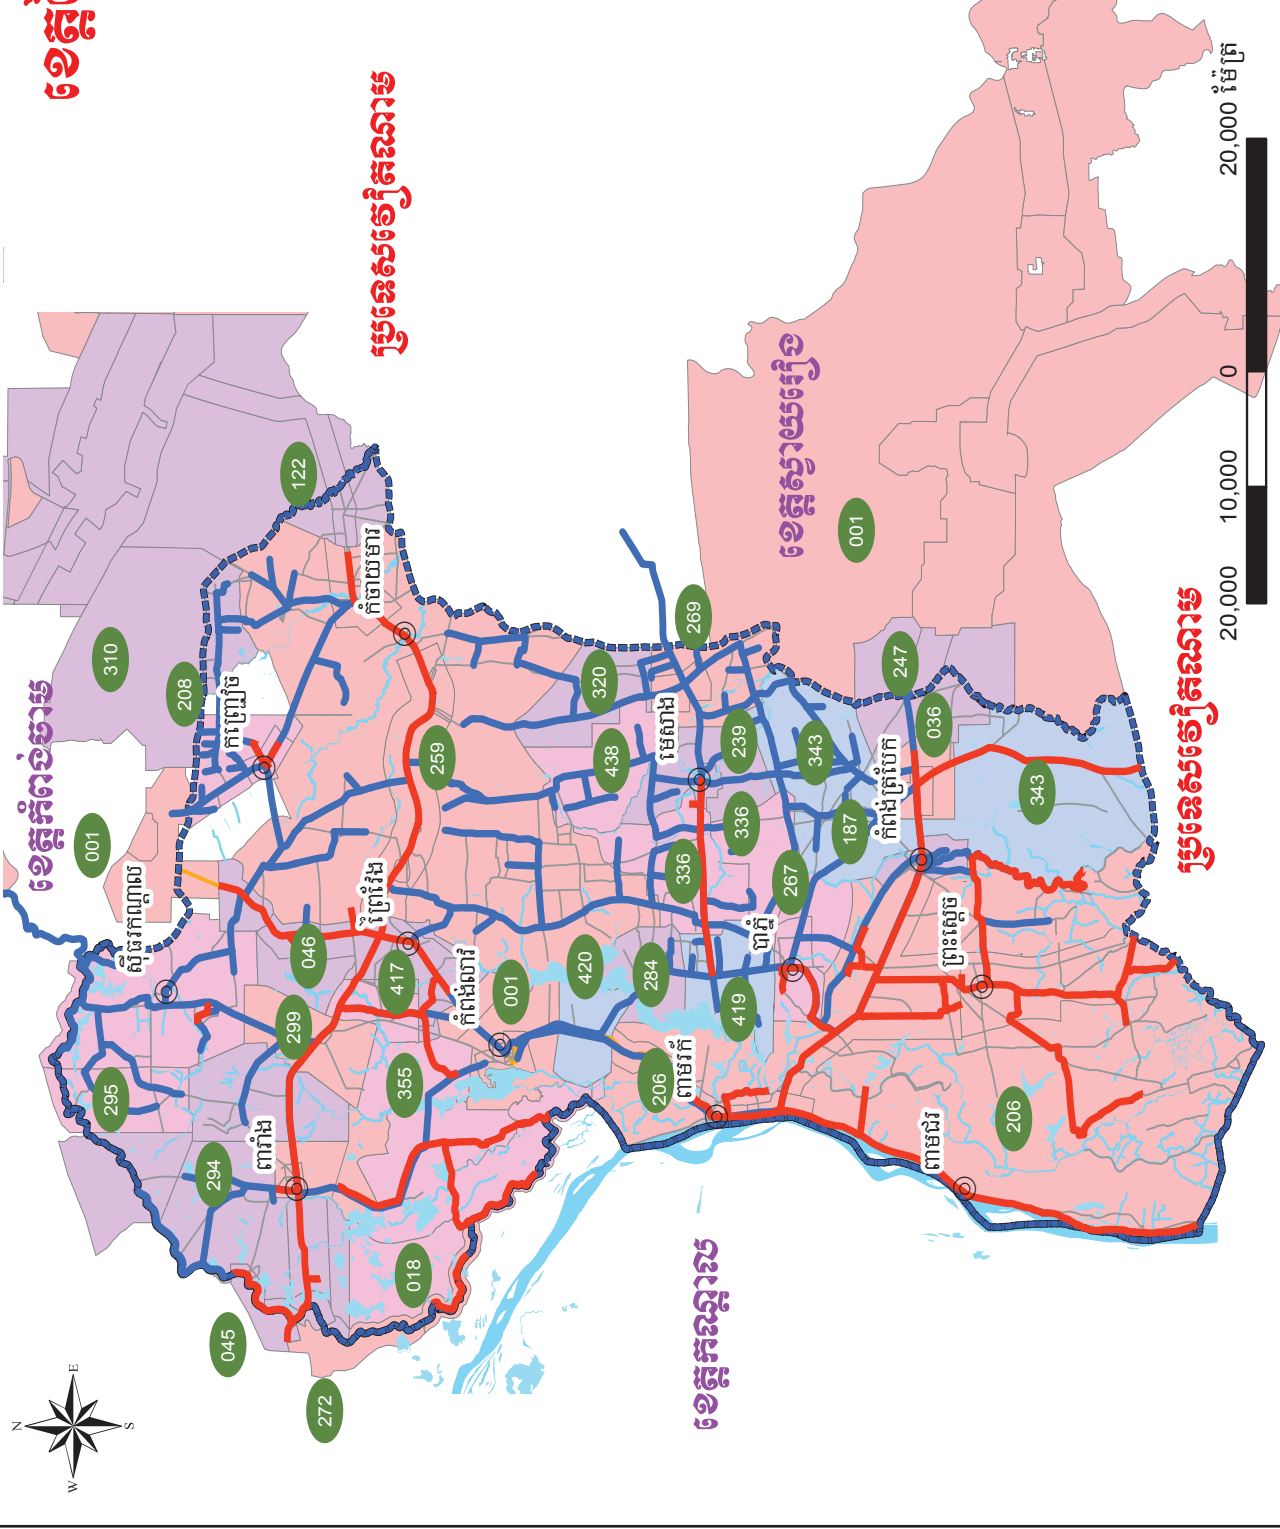 ប្រទេសវៀតណាម
ខេត្តកំពង់ចាម
122
310
208
កញ្ជ្រៀច
កំចាយមារ
001
ស៊ីធរកណ្ដាល
259
320
269
ខេត្តស្វាយរៀង
001
មេសាង
438
239
343
247
036
ព្រៃវែង
336
336
187
កំពង់ត្របែក
343
ប្រទេសវៀតណាម
046
417
កំពង់លាវ
001
420
284
បាភ្នំ
267
419
ព្រះស្ដេច
299
295
355
206
ពាមរក៍
206
ពារាំង
294
ពាមជរ
018
045
272
ខេត្តកណ្ដាល
N
E
S
W
20,000
10,000
0
20,000 ម៉ែត្រ